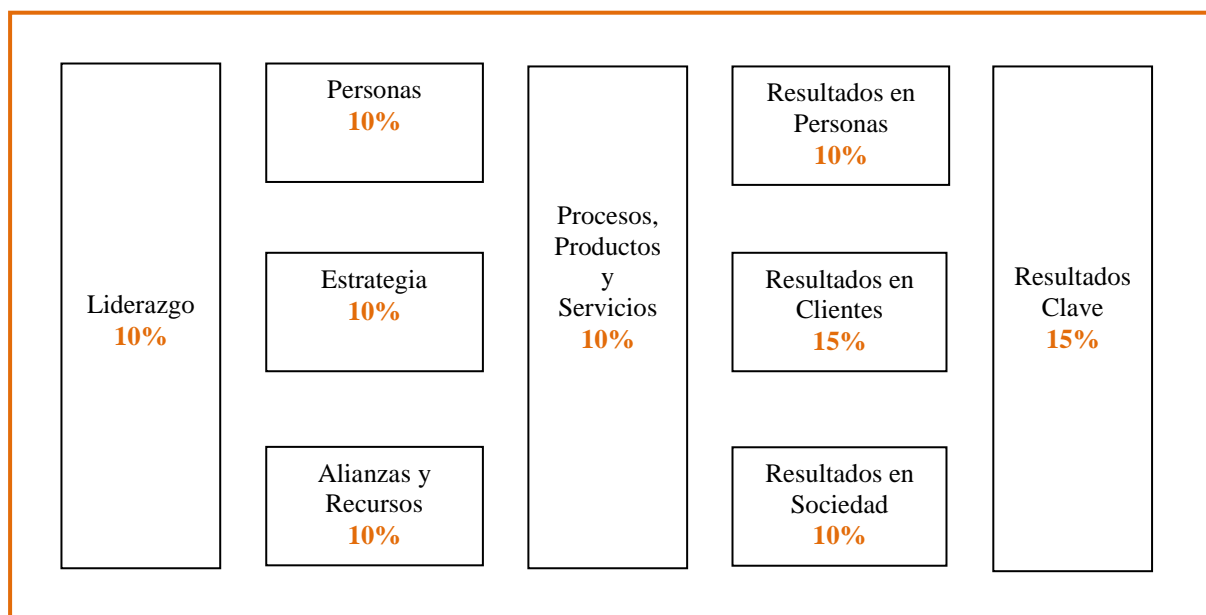 Liderazgo
10%
Personas
10%
Estrategia
10%
Alianzas y
Recursos
10%
Procesos,
Productos
y
Servicios
10%
Resultados en
Personas
10%
Resultados en
Clientes
15%
Resultados en
Sociedad
10%
Resultados
Clave
15%